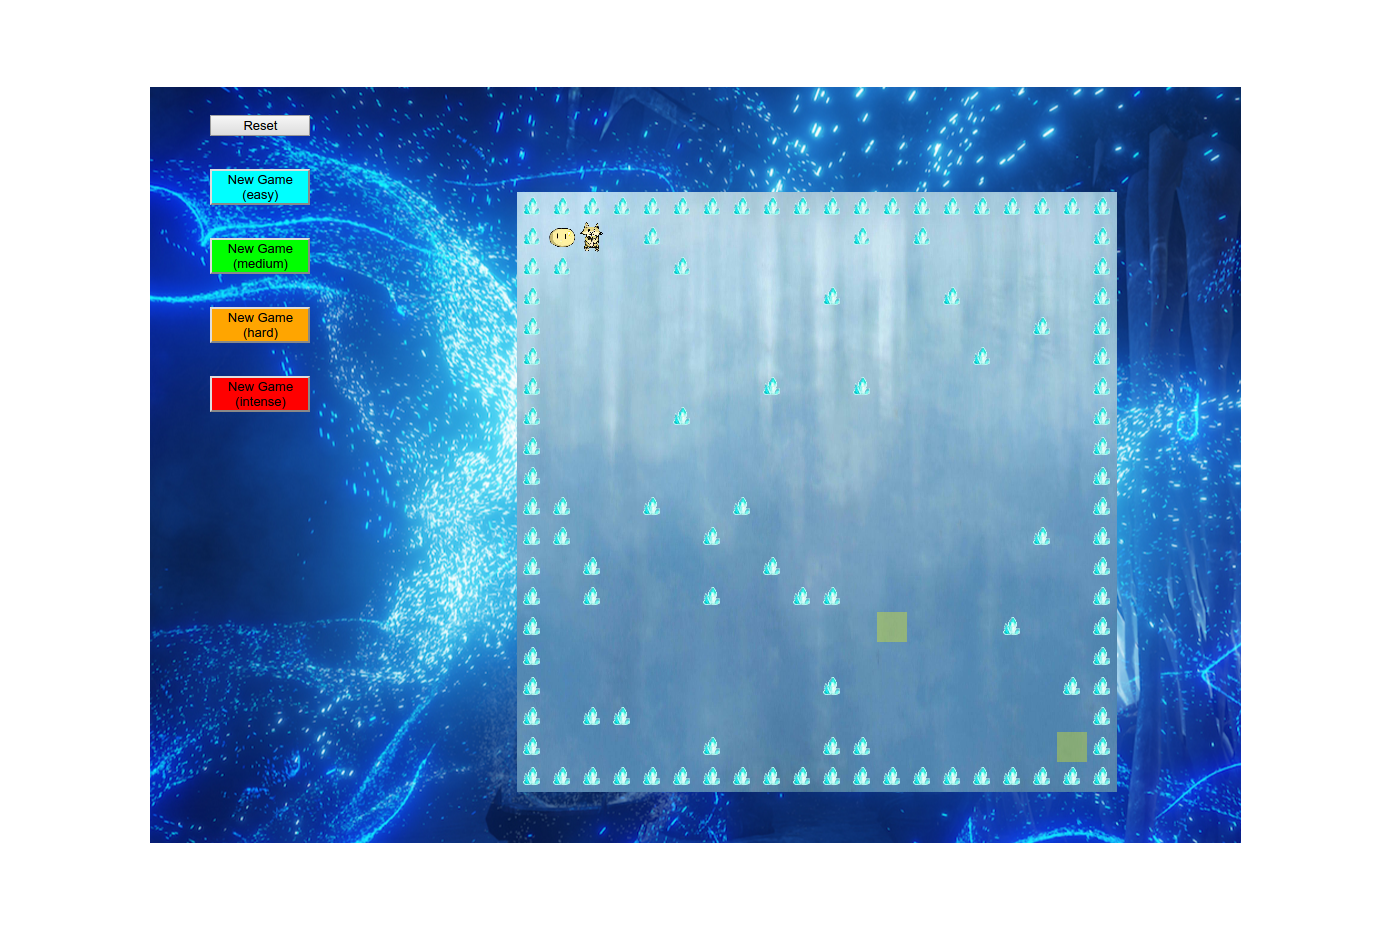 Reset
New Game
(easy)
New Game
(medium)
New Game
(hard)
New Game
(intense)